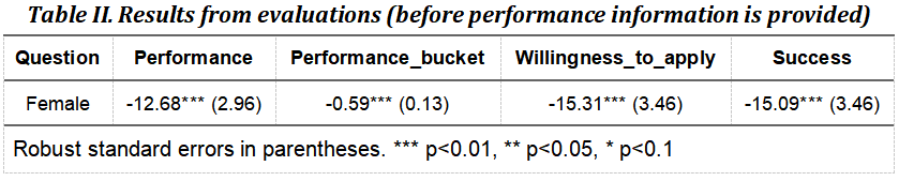 Table II. Results from evaluations (before performance information is provided)
Question Performance Performance_bucket Willingness_to_apply Success
Female -12.68*** (2.96) -0.59*** (0.13) -15.31*** (3.46) -15.09*** (3.46)
Robust standard errors in parentheses. *** p<0.01, ** p<0.05, * p<0.1